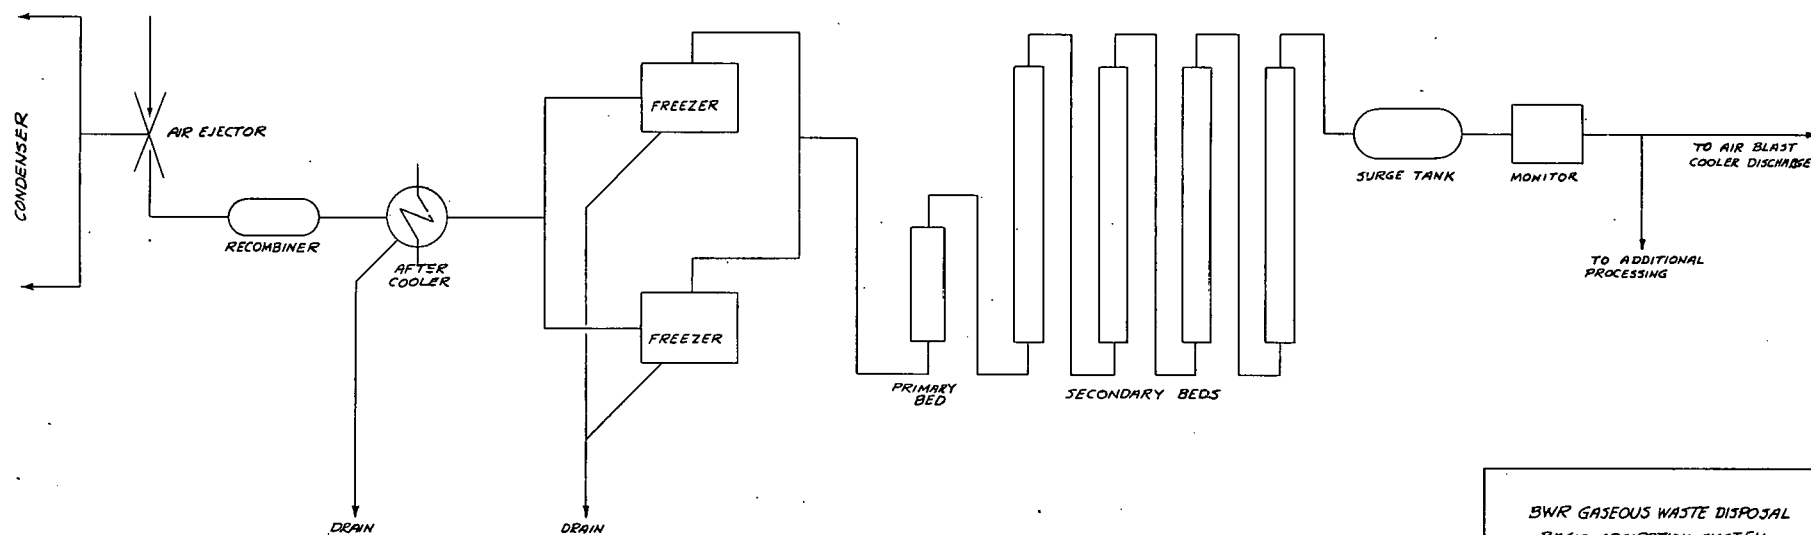 CONDENSER
AIR EJECTOR
RECOMBINER
AFTER
COOLER
DRAIN
FREEZER
FREEZER
DRAIN
PRIMARY
BED
SECONDARY BEDS
SURGE TANK
MONITOR
TO AIR BLAST
COOLER DISCHARGE
TO ADDITIONAL
PROCESSING
BWR GASEOUS WASTE DISPOSAL